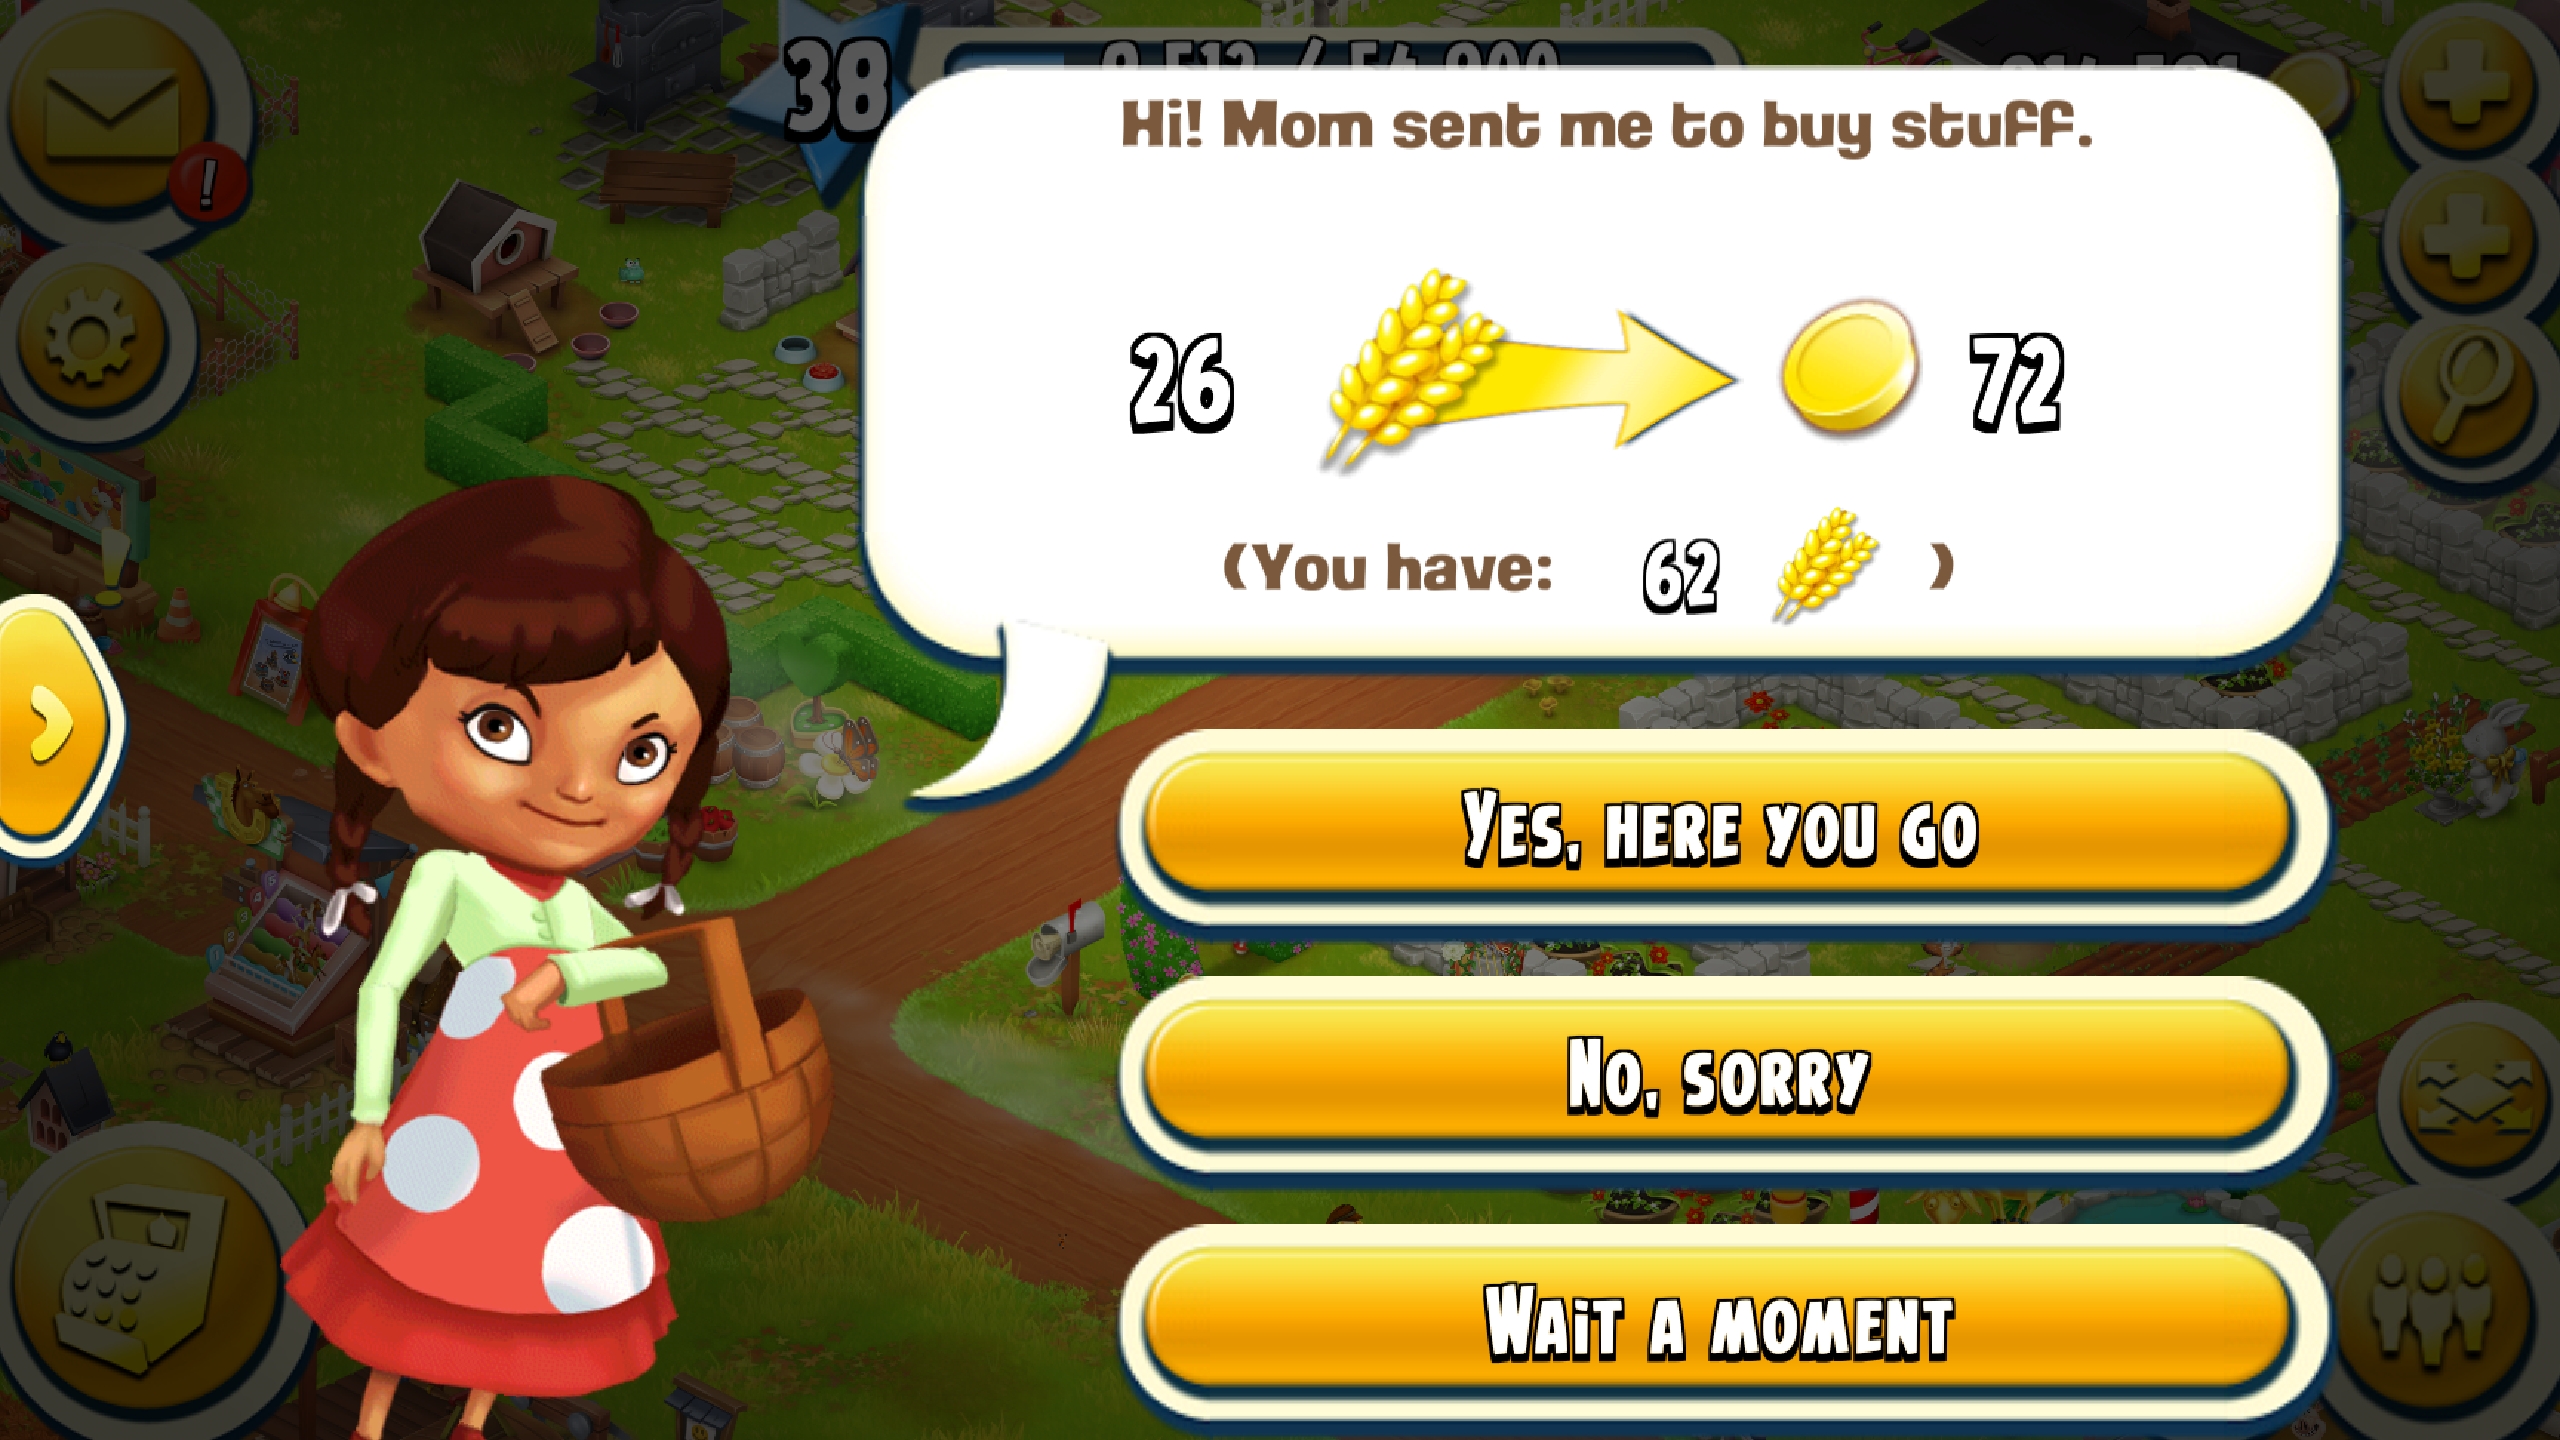 38
Hi! Mom sent me to buy stuff.
26
72
(You have: 62 )
Yes, here you go
No, sorry
Wait a moment